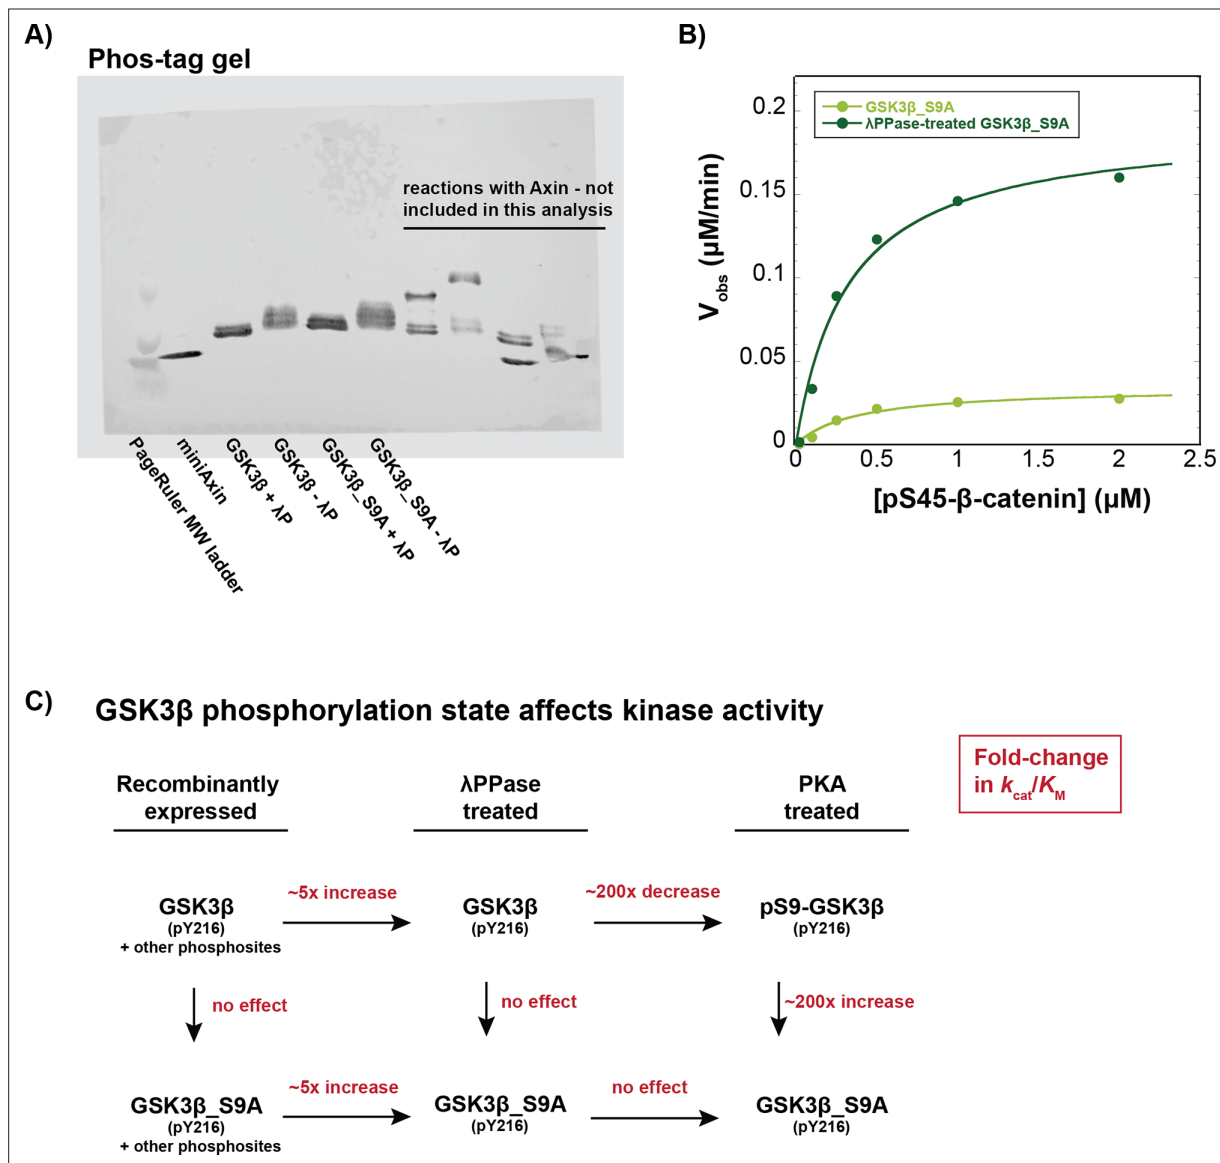 A)
Phos-tag gel
reactions with Axin - not
included in this analysis
PageRuler MW ladder
miniAxin
GSK3β + λP
GSK3β - λP
GSK3β_S9A + λP
GSK3β_S9A - λP
B)
GSK3β_S9A
λPPase-treated GSK3β_S9A
Vobs (µM/min)
0.2
0.15
0.1
0.05
0
0 0.5 1 1.5 2 2.5
[pS45-β-catenin] (µM)
C)
GSK3β phosphorylation state affects kinase activity
Fold-change
in kcat/KM
Recombinantly
expressed
λPPase
treated
PKA
treated
GSK3β ~5x increase GSK3β ~200x decrease pS9-GSK3β
(pY216) (pY216) (pY216)
+ other phosphosites
no effect no effect ~200x increase
GSK3β_S9A ~5x increase GSK3β_S9A no effect GSK3β_S9A
(pY216) (pY216) (pY216)
+ other phosphosites